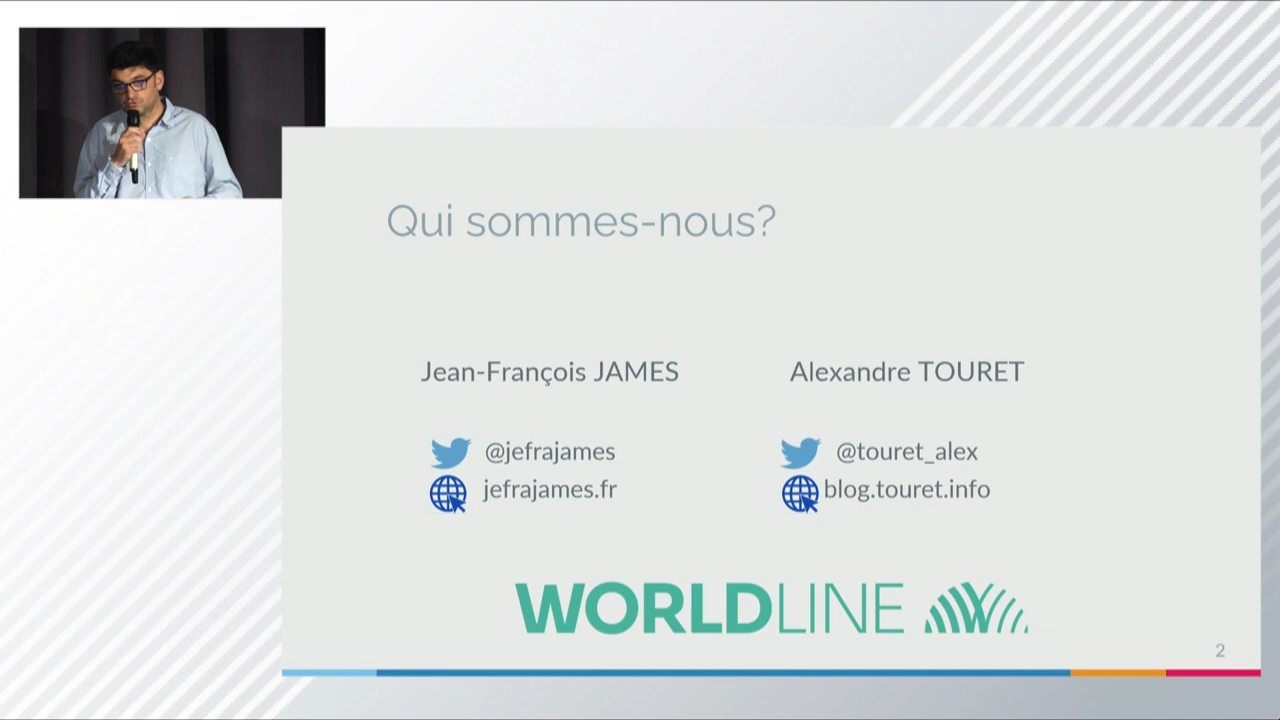 Qui sommes-nous?
Jean-François JAMES
Alexandre TOURET
@jefrajames
@touret_alex
jefrajames.fr
blog.touret.info
WORLDLINE
2